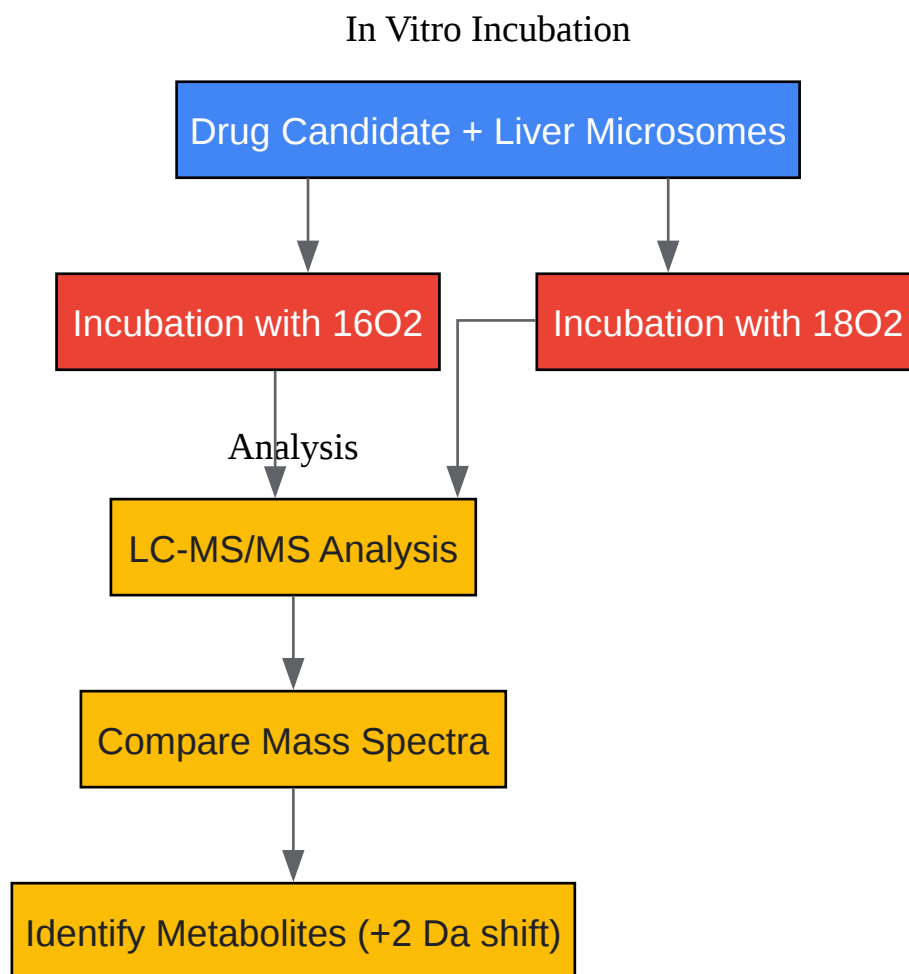 In Vitro Incubation
Drug Candidate + Liver Microsomes
Incubation with 16O2
Incubation with 18O2
Analysis
LC-MS/MS Analysis
Compare Mass Spectra
Identify Metabolites (+2 Da shift)